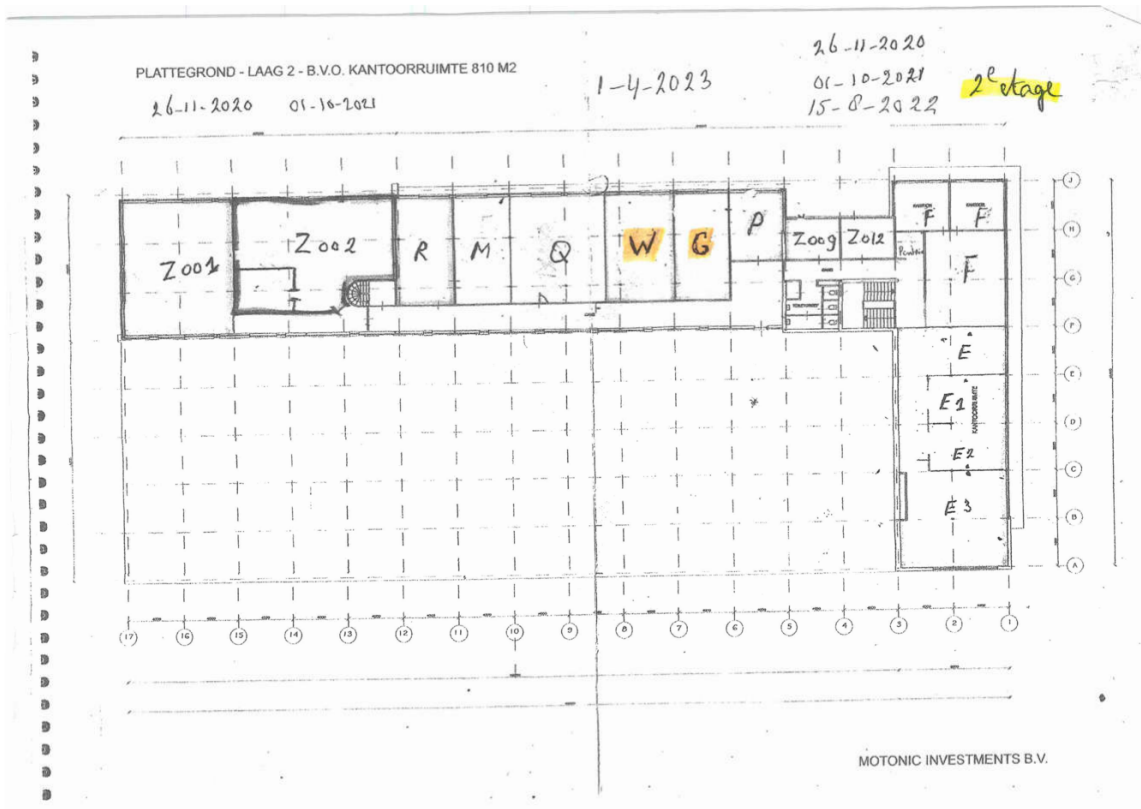 26-11-2020
PLATTEGROND - LAAG 2 - B.V.O. KANTOORRUIMTE 810 M2
1-4-2023
01-10-2021
2e etage
26-11-2020 01-10-2021
15-8-2022
J
F F
H
P
R M Q W G
Z009 Z012
Z002
Z001
F
G
F
E
E
E1
KANTOORRUIMTE
D
E2
C
E3
B
A
17 16 15 14 13 12 11 10 9 8 7 6 5 4 3 2 1
MOTONIC INVESTMENTS B.V.